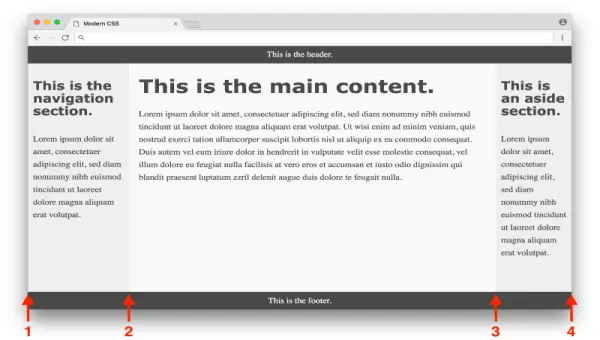 Modern CSS
This is the header.
This is the
navigation
section.
Lorem ipsum dolor sit
amet, consectetuer
adipiscing elit, sed diam
nonummy nibh euismod
tincidunt ut laoreet
dolore magna aliquam
erat volutpat.
This is the main content.
Lorem ipsum dolor sit amet, consectetuer adipiscing elit, sed diam nonummy nibh euismod
tincidunt ut laoreet dolore magna aliquam erat volutpat. Ut wisi enim ad minim veniam, quis
nostrud exerci tation ullamcorper suscipit lobortis nisl ut aliquip ex ea commodo consequat.
Duis autem vel eum iriure dolor in hendrerit in vulputate velit esse molestie consequat, vel
illum dolore eu feugiat nulla facilisis at vero eros et accumsan et iusto odio dignissim qui
blandit praesent luptatum zzril delenit augue duis dolore te feugait nulla.
This is
an aside
section.
Lorem ipsum
dolor sit amet,
consectetuer
adipiscing elit,
sed diam
nonummy nibh
euismod tincidunt
ut laoreet dolore
magna aliquam
erat volutpat.
This is the footer.
1 2 3 4